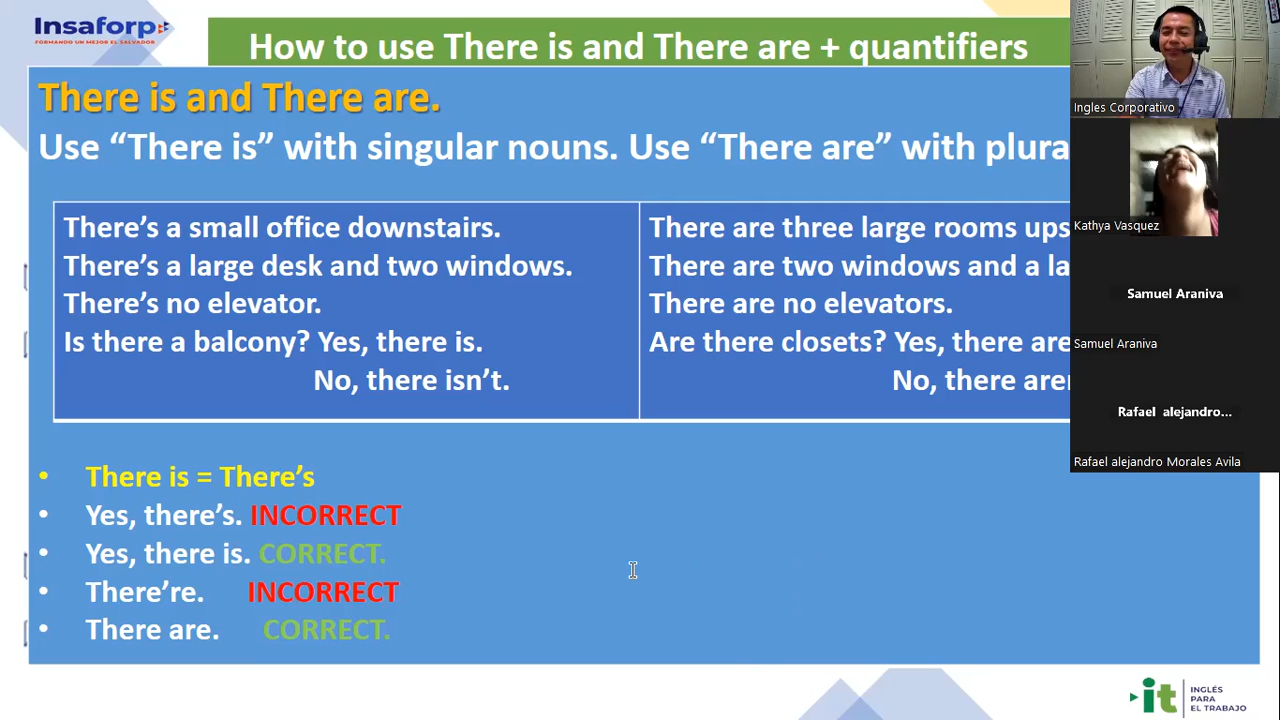 Insaforp
FORMANDO UN MEJOR EL SALVADOR
How to use There is and There are + quantifiers
There is and There are.
Use “There is” with singular nouns. Use “There are” with plura
There’s a small office downstairs.
There’s a large desk and two windows.
There’s no elevator.
Is there a balcony? Yes, there is.
No, there isn’t.
There are three large rooms ups
There are two windows and a la
There are no elevators.
Are there closets? Yes, there are
No, there aren
• There is = There’s
• Yes, there’s. INCORRECT
• Yes, there is. CORRECT.
• There’re. INCORRECT
• There are. CORRECT.
Ingles Corporativo
Kathya Vasquez
Samuel Araniva
Samuel Araniva
Rafael alejandro...
Rafael alejandro Morales Avila
it
INGLÉS
PARA
EL TRABAJO